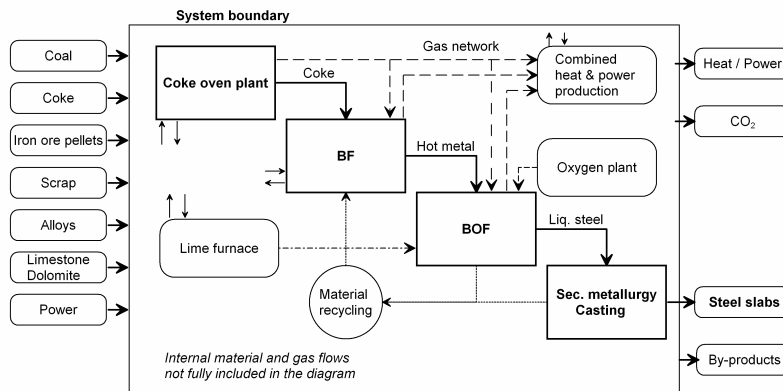 System boundary
Coal
Coke
Iron ore pellets
Scrap
Alloys
Limestone
Dolomite
Power
Coke oven plant
Coke
Gas network
Combined
heat & power
production
BF
Hot metal
Oxygen plant
Lime furnace
BOF
Liq. steel
Material
recycling
Sec. metallurgy
Casting
Internal material and gas flows
not fully included in the diagram
Heat / Power
CO₂
Steel slabs
By-products